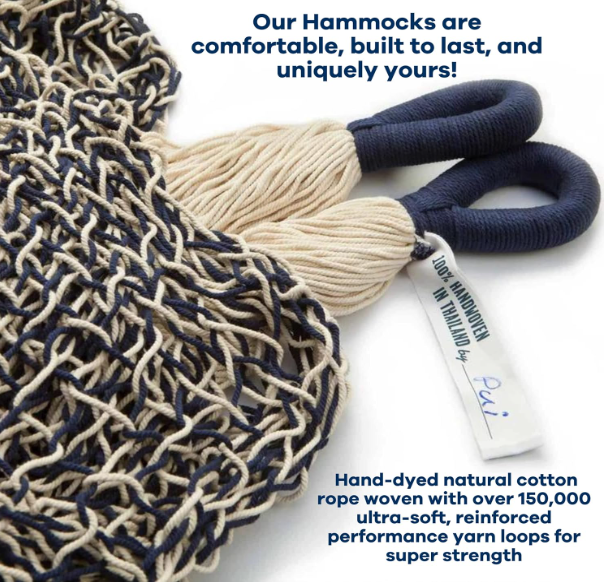 Our Hammocks are
comfortable, built to last, and
uniquely yours!
100% HANDWOVEN
IN THAILAND by
Pui
Hand-dyed natural cotton
rope woven with over 150,000
ultra-soft, reinforced
performance yarn loops for
super strength